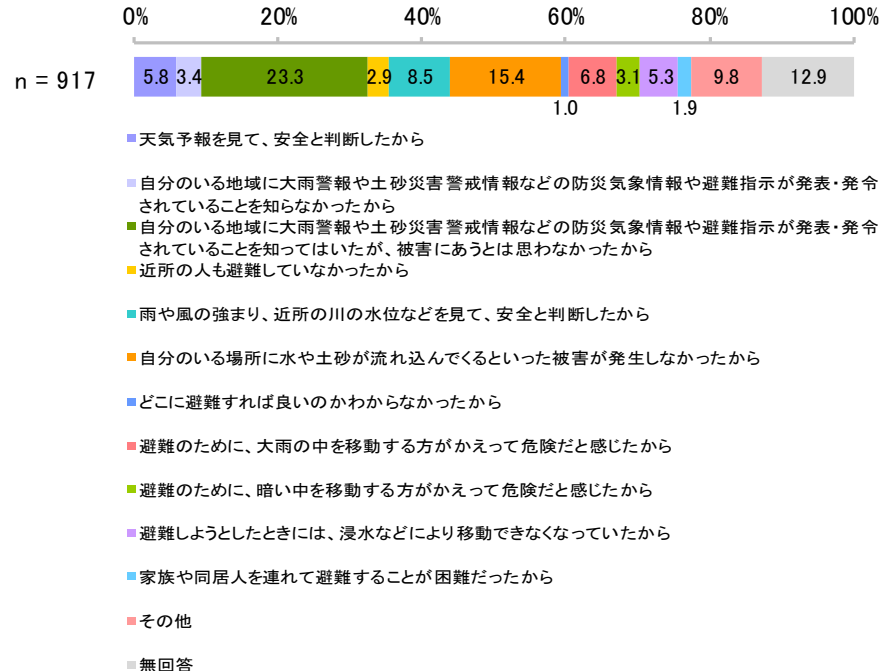 0% 20% 40% 60% 80% 100%
n = 917
5.8 3.4 23.3 2.9 8.5 15.4 6.8 3.1 5.3 9.8 12.9
1.0 1.9
天気予報を見て、安全と判断したから
自分のいる地域に大雨警報や土砂災害警戒情報などの防災気象情報や避難指示が発表・発令
されていることを知らなかったから
自分のいる地域に大雨警報や土砂災害警戒情報などの防災気象情報や避難指示が発表・発令
されていることを知ってはいたが、被害にあうとは思わなかったから
近所の人も避難していなかったから
雨や風の強まり、近所の川の水位などを見て、安全と判断したから
自分のいる場所に水や土砂が流れ込んでくるといった被害が発生しなかったから
どこに避難すれば良いのかわからなかったから
避難のために、大雨の中を移動する方がかえって危険だと感じたから
避難のために、暗い中を移動する方がかえって危険だと感じたから
避難しようとしたときには、浸水などにより移動できなくなっていたから
家族や同居人を連れて避難することが困難だったから
その他
無回答